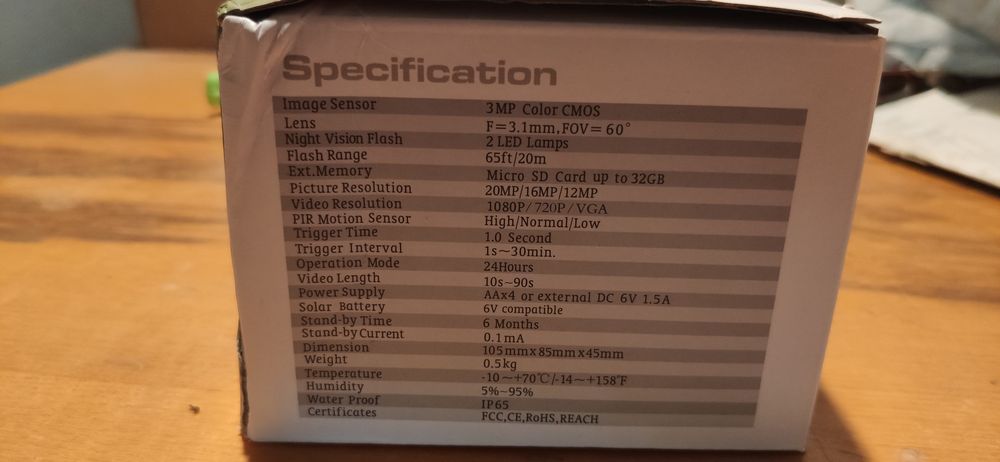 Specification
Image Sensor 3MP Color CMOS
Lens F=3.1mm,FOV= 60°
Night Vision Flash 2 LED Lamps
Flash Range 65ft/20m
Ext.Memory Micro SD Card up to 32GB
Picture Resolution 20MP/16MP/12MP
Video Resolution 1080P/720P/VGA
PIR Motion Sensor High/Normal/Low
Trigger Time 1.0 Second
Trigger Interval 1s~30min.
Operation Mode 24Hours
Video Length 10s~90s
Power Supply AAx4 or external DC 6V 1.5A
Solar Battery 6V compatible
Stand-by Time 6 Months
Stand-by Current 0.1mA
Dimension 105mmx85mmx45mm
Weight 0.5kg
Temperature -10~+70℃/-14~+158℉
Humidity 5%~95%
Water Proof IP65
Certificates FCC,CE,RoHS,REACH